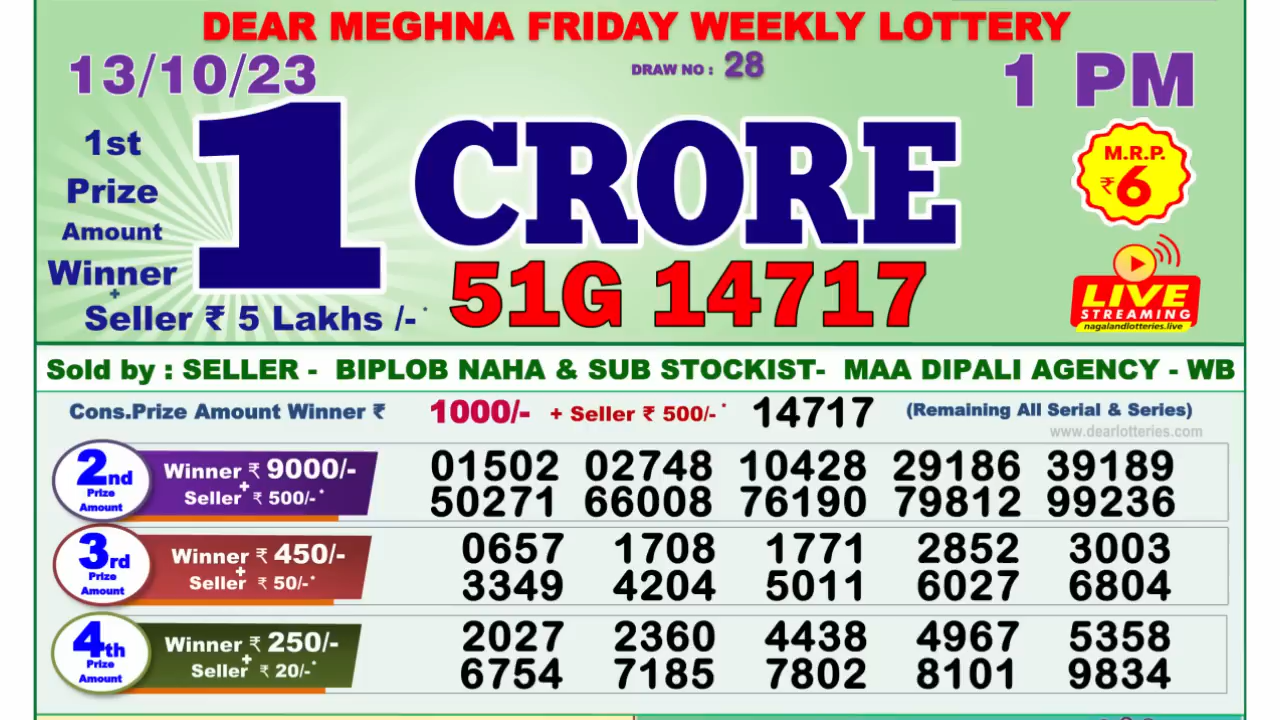 DEAR MEGHNA FRIDAY WEEKLY LOTTERY
13/10/23
DRAW NO : 28
1 PM
1st
Prize
Amount
Winner
+
Seller ₹ 5 Lakhs /-*
1 CRORE
51G 14717
M.R.P.
₹6
LIVE
STREAMING
nagalandlotteries.live
Sold by : SELLER - BIPLOB NAHA & SUB STOCKIST- MAA DIPALI AGENCY - WB
Cons.Prize Amount Winner ₹ 1000/- + Seller ₹ 500/-* 14717 (Remaining All Serial & Series)
www.dearlotteries.com
2nd
Prize
Amount
Winner ₹ 9000/-
+
Seller ₹ 500/-*
01502 02748 10428 29186 39189
50271 66008 76190 79812 99236
3rd
Prize
Amount
Winner ₹ 450/-
+
Seller ₹ 50/-*
0657 1708 1771 2852 3003
3349 4204 5011 6027 6804
4th
Prize
Amount
Winner ₹ 250/-
+
Seller ₹ 20/-*
2027 2360 4438 4967 5358
6754 7185 7802 8101 9834